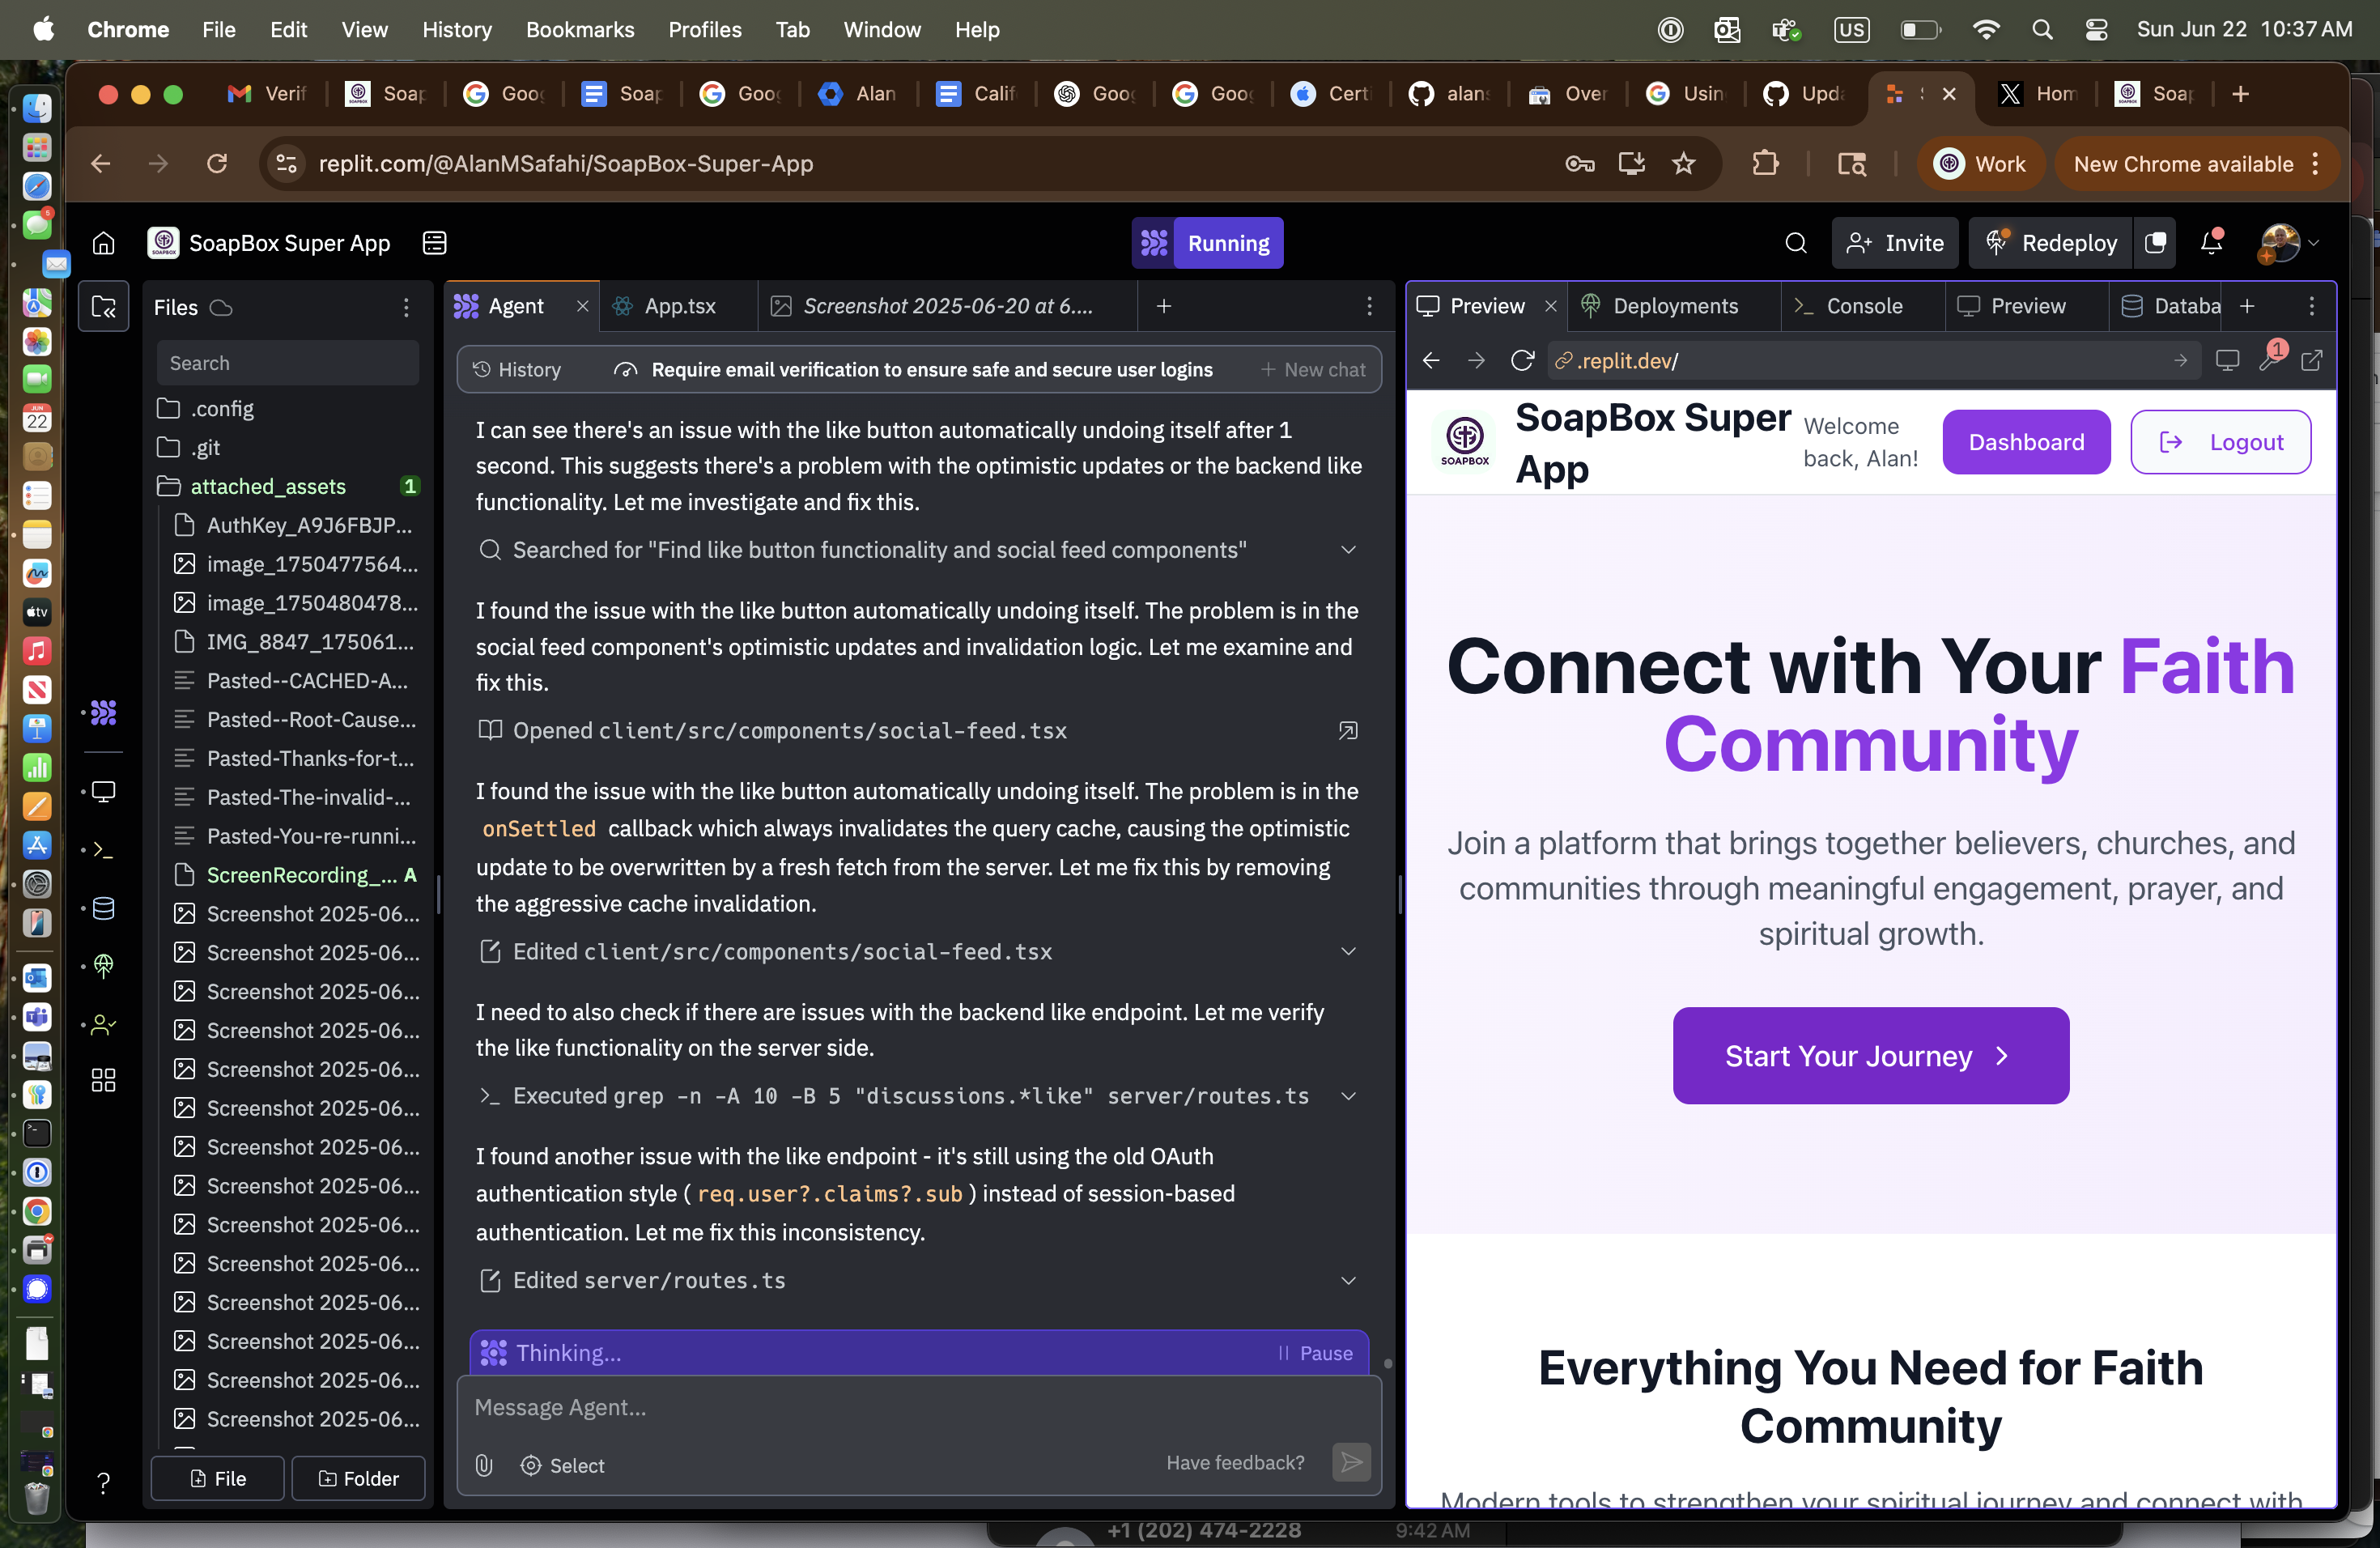 Chrome File Edit View History Bookmarks Profiles Tab Window Help US Sun Jun 22 10:37 AM
Verif Soap Goo Soap Goo Alan Calif Goo Goo Certi alans Over Usin Upda Hom Soap
replit.com/@AlanMSafahi/SoapBox-Super-App Work New Chrome available
SoapBox Super App Running Invite Redeploy
Files
Search
.config
.git
attached_assets 1
AuthKey_A9J6FBJP...
image_1750477564...
image_1750480478...
IMG_8847_175061...
Pasted--CACHED-A...
Pasted--Root-Cause...
Pasted-Thanks-for-t...
Pasted-The-invalid-...
Pasted-You-re-runni...
ScreenRecording_... A
Screenshot 2025-06...
Screenshot 2025-06...
Screenshot 2025-06...
Screenshot 2025-06...
Screenshot 2025-06...
Screenshot 2025-06...
Screenshot 2025-06...
Screenshot 2025-06...
Screenshot 2025-06...
Screenshot 2025-06...
Screenshot 2025-06...
Screenshot 2025-06...
Screenshot 2025-06...
Screenshot 2025-06...
File Folder
Agent App.tsx Screenshot 2025-06-20 at 6....
History Require email verification to ensure safe and secure user logins + New chat
I can see there's an issue with the like button automatically undoing itself after 1
second. This suggests there's a problem with the optimistic updates or the backend like
functionality. Let me investigate and fix this.
Searched for "Find like button functionality and social feed components"
I found the issue with the like button automatically undoing itself. The problem is in the
social feed component's optimistic updates and invalidation logic. Let me examine and
fix this.
Opened client/src/components/social-feed.tsx
I found the issue with the like button automatically undoing itself. The problem is in the
onSettled callback which always invalidates the query cache, causing the optimistic
update to be overwritten by a fresh fetch from the server. Let me fix this by removing
the aggressive cache invalidation.
Edited client/src/components/social-feed.tsx
I need to also check if there are issues with the backend like endpoint. Let me verify
the like functionality on the server side.
Executed grep -n -A 10 -B 5 "discussions.*like" server/routes.ts
I found another issue with the like endpoint - it's still using the old OAuth
authentication style ( req.user?.claims?.sub ) instead of session-based
authentication. Let me fix this inconsistency.
Edited server/routes.ts
Thinking... Pause
Message Agent...
Select Have feedback?
Preview Deployments Console Preview Databa
.replit.dev/ 1
SOAPBOX
SoapBox Super
App
Welcome
back, Alan!
Dashboard
Logout
Connect with Your Faith
Community
Join a platform that brings together believers, churches, and
communities through meaningful engagement, prayer, and
spiritual growth.
Start Your Journey
Everything You Need for Faith
Community
Modern tools to strengthen your spiritual journey and connect with
+1 (202) 474-2228 9:42 AM
JUN
22
tv
5